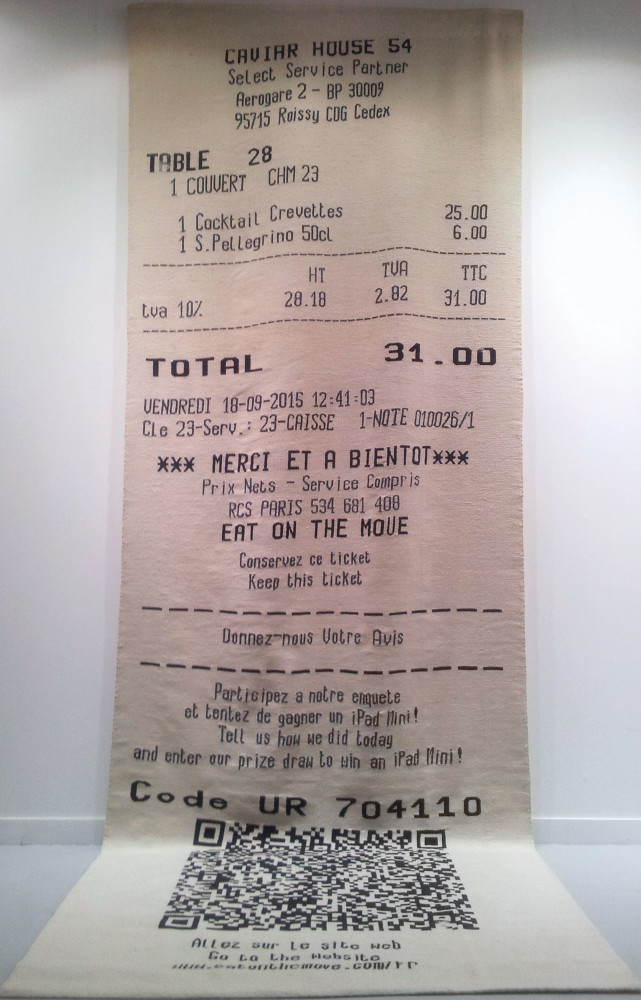 CAVIAR HOUSE 54
Select Service Partner
Aerogare 2 - BP 30009
95715 Roissy CDG Cedex
TABLE 28
1 COUVERT CHM 23
1 Cocktail Crevettes 25.00
1 S.Pellegrino 50cl 6.00
HT TVA TTC
tva 10% 28.18 2.82 31.00
TOTAL 31.00
VENDREDI 18-09-2015 12:41:03
Cle 23-Serv.: 23-CAISSE 1-NOTE 010026/1
*** MERCI ET A BIENTOT***
Prix Nets - Service Compris
RCS PARIS 534 681 408
EAT ON THE MOVE
Conservez ce ticket
Keep this ticket
Donnez-nous Votre Avis
Participez a notre enquete
et tentez de gagner un iPad Mini!
Tell us how we did today
and enter our prize draw to win an iPad Mini!
Code UR 704110
Allez sur le site web
Go to the Website
www.eatonthemove.com/fr